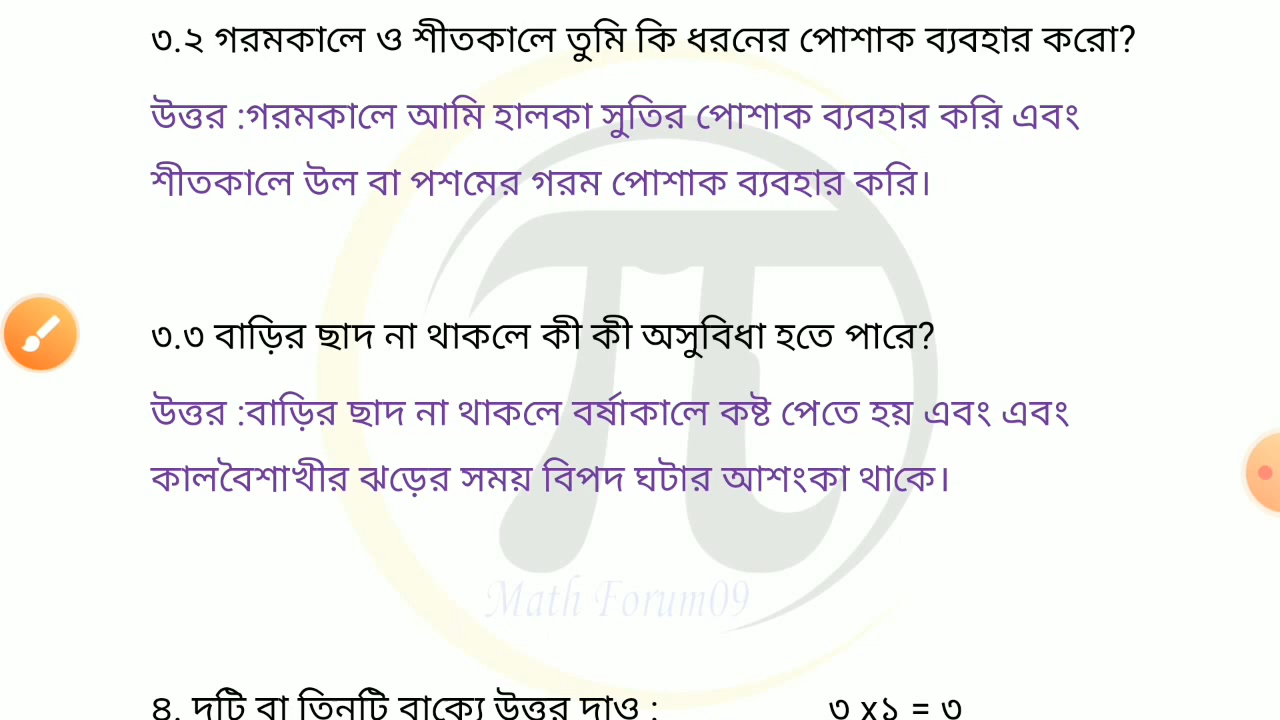 ৩.২ গরমকালে ও শীতকালে তুমি কি ধরনের পোশাক ব্যবহার করো?
উত্তর :গরমকালে আমি হালকা সুতির পোশাক ব্যবহার করি এবং
শীতকালে উল বা পশমের গরম পোশাক ব্যবহার করি।
৩.৩ বাড়ির ছাদ না থাকলে কী কী অসুবিধা হতে পারে?
উত্তর :বাড়ির ছাদ না থাকলে বর্ষাকালে কষ্ট পেতে হয় এবং এবং
কালবৈশাখীর ঝড়ের সময় বিপদ ঘটার আশংকা থাকে।
Math Forum09
৪. দুটি বা তিনটি বাক্যে উত্তর দাও : ৩ x১ = ৩